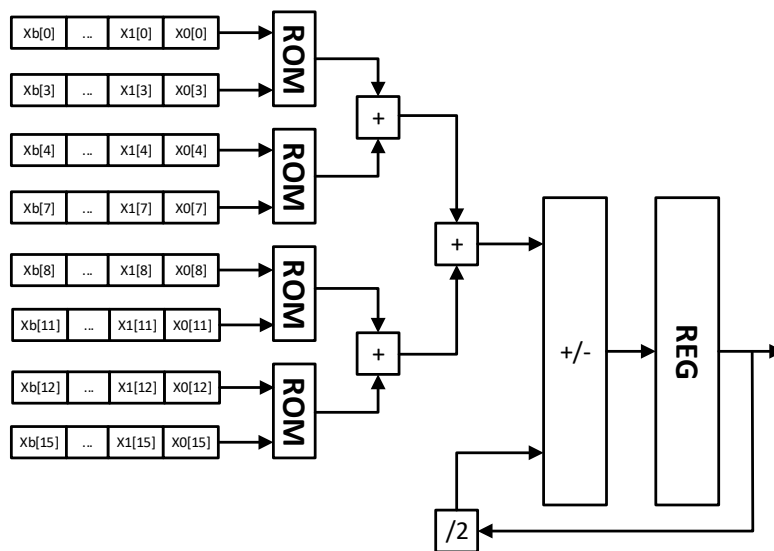 Xb[0] ... X1[0] X0[0]
ROM
Xb[3] ... X1[3] X0[3]
+
Xb[4] ... X1[4] X0[4]
ROM
Xb[7] ... X1[7] X0[7]
+
Xb[8] ... X1[8] X0[8]
ROM
Xb[11] ... X1[11] X0[11]
+
Xb[12] ... X1[12] X0[12]
ROM
Xb[15] ... X1[15] X0[15]
+/-
REG
/2